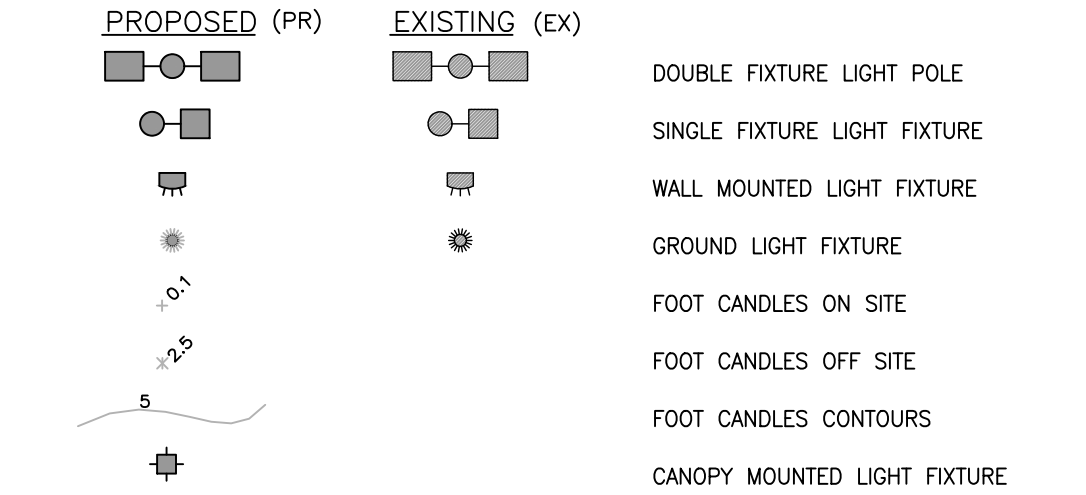 PROPOSED (PR) EXISTING (EX)
DOUBLE FIXTURE LIGHT POLE
SINGLE FIXTURE LIGHT FIXTURE
WALL MOUNTED LIGHT FIXTURE
GROUND LIGHT FIXTURE
0.1 FOOT CANDLES ON SITE
2.5 FOOT CANDLES OFF SITE
5 FOOT CANDLES CONTOURS
CANOPY MOUNTED LIGHT FIXTURE